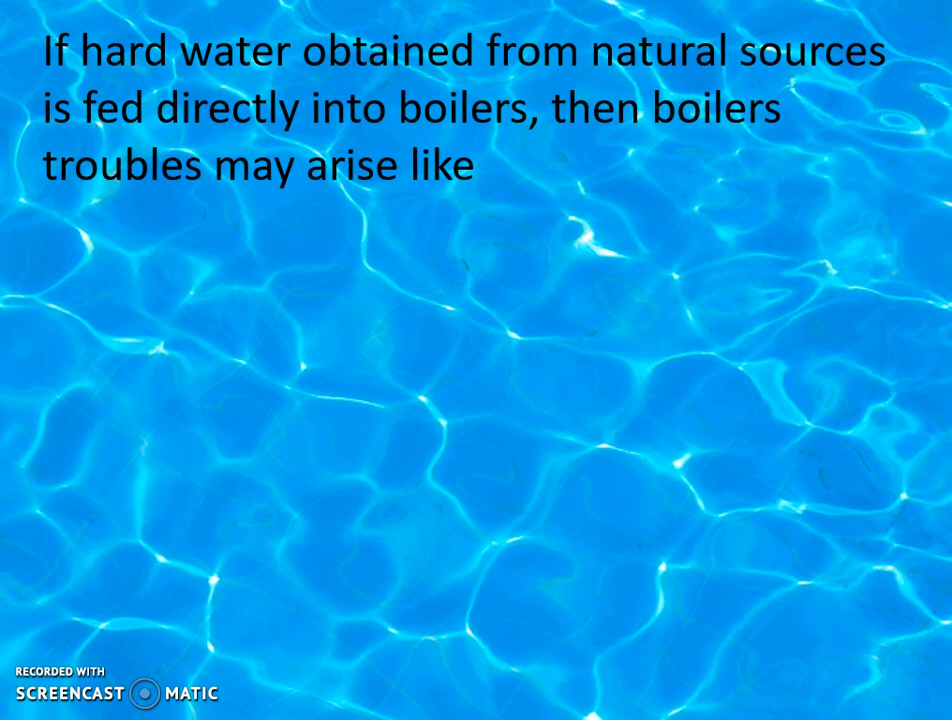 If hard water obtained from natural sources
is fed directly into boilers, then boilers
troubles may arise like
RECORDED WITH
SCREENCAST MATIC